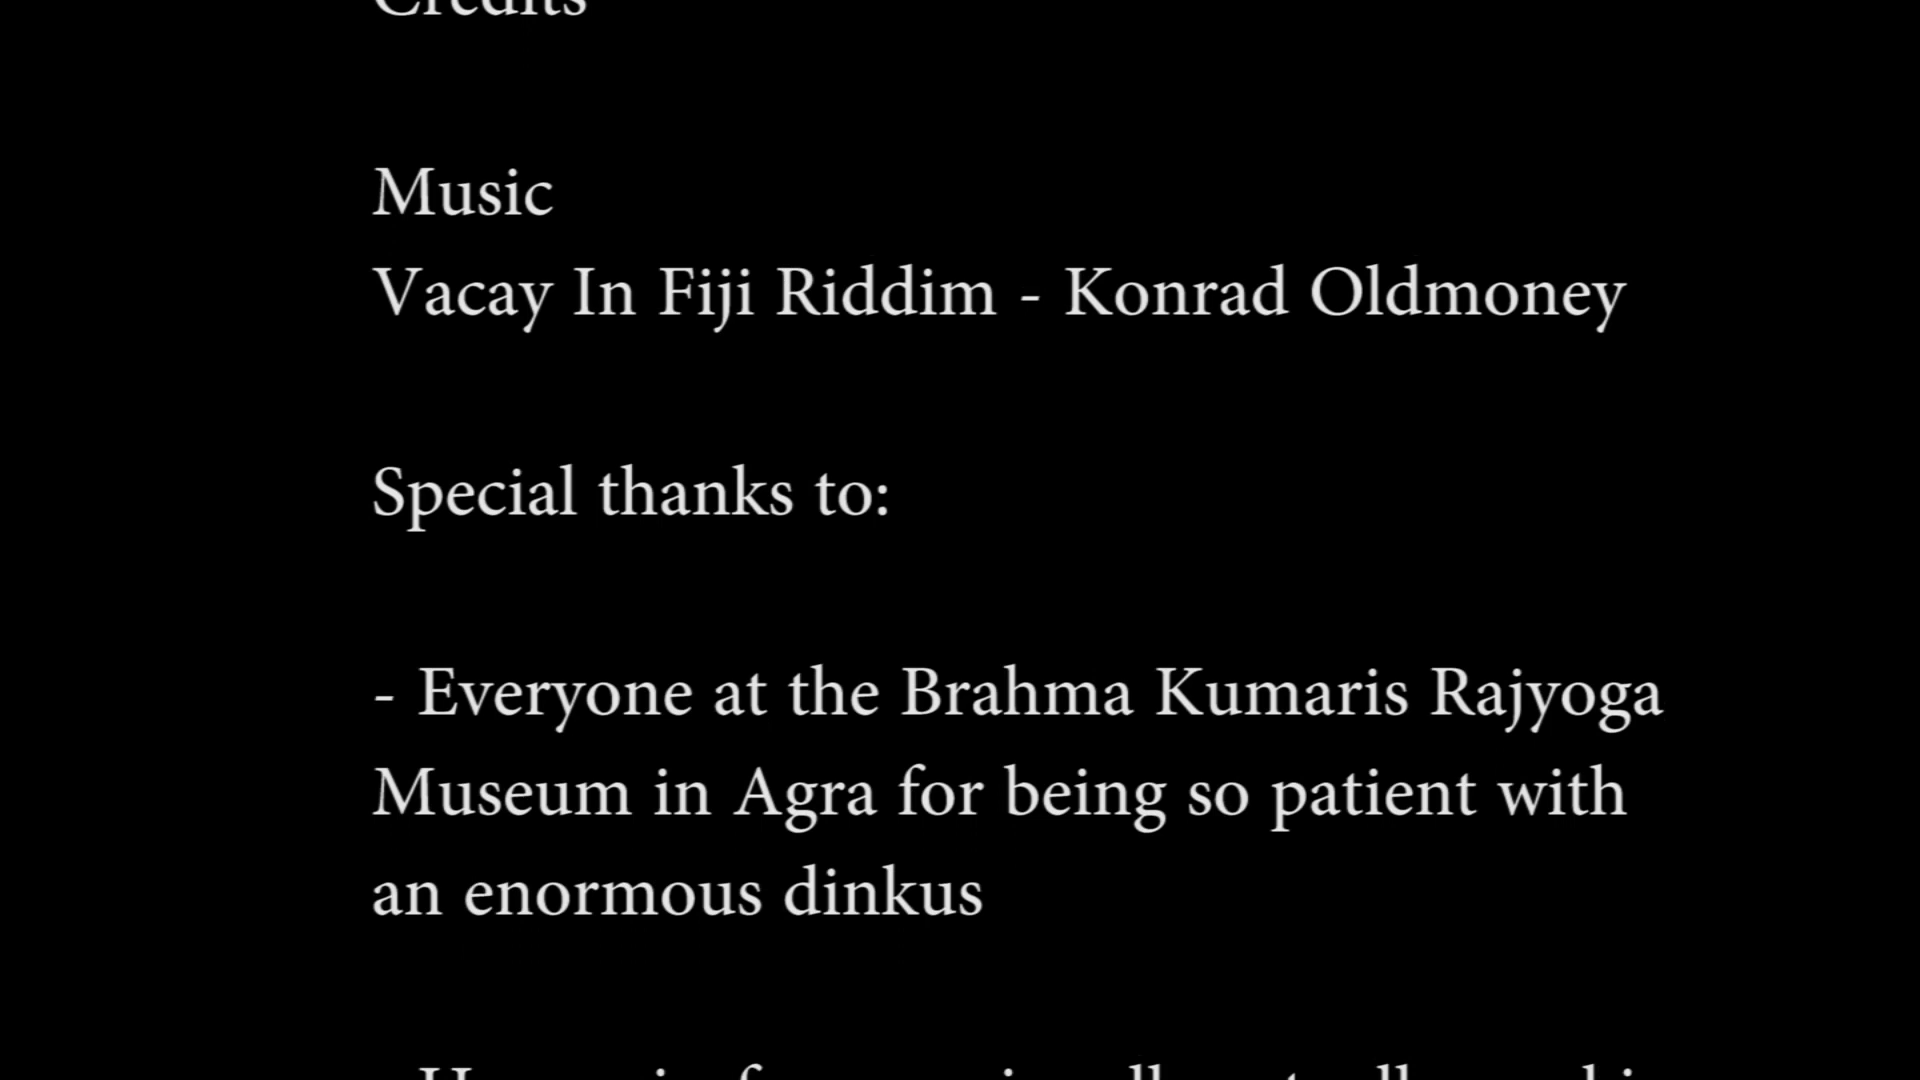 Credits
Music
Vacay In Fiji Riddim - Konrad Oldmoney
Special thanks to:
- Everyone at the Brahma Kumaris Rajyoga
Museum in Agra for being so patient with
an enormous dinkus